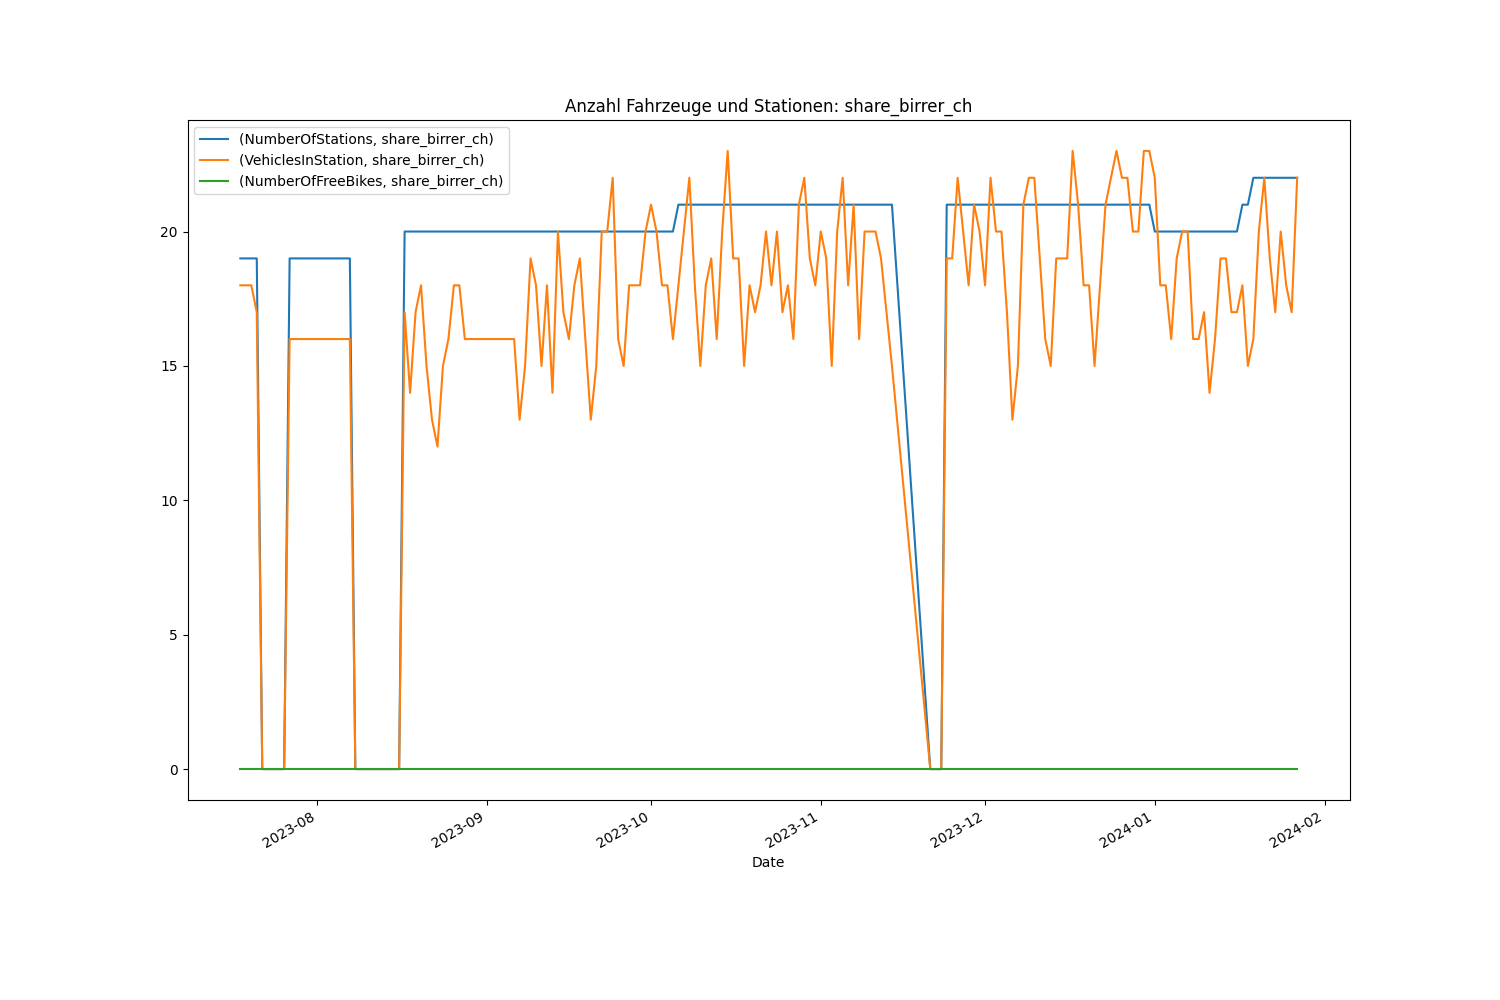 Anzahl Fahrzeuge und Stationen: share_birrer_ch
(NumberOfStations, share_birrer_ch)
(VehiclesInStation, share_birrer_ch)
(NumberOfFreeBikes, share_birrer_ch)
20
15
10
5
0
2023-08
2023-09
2023-10
2023-11
2023-12
2024-01
2024-02
Date